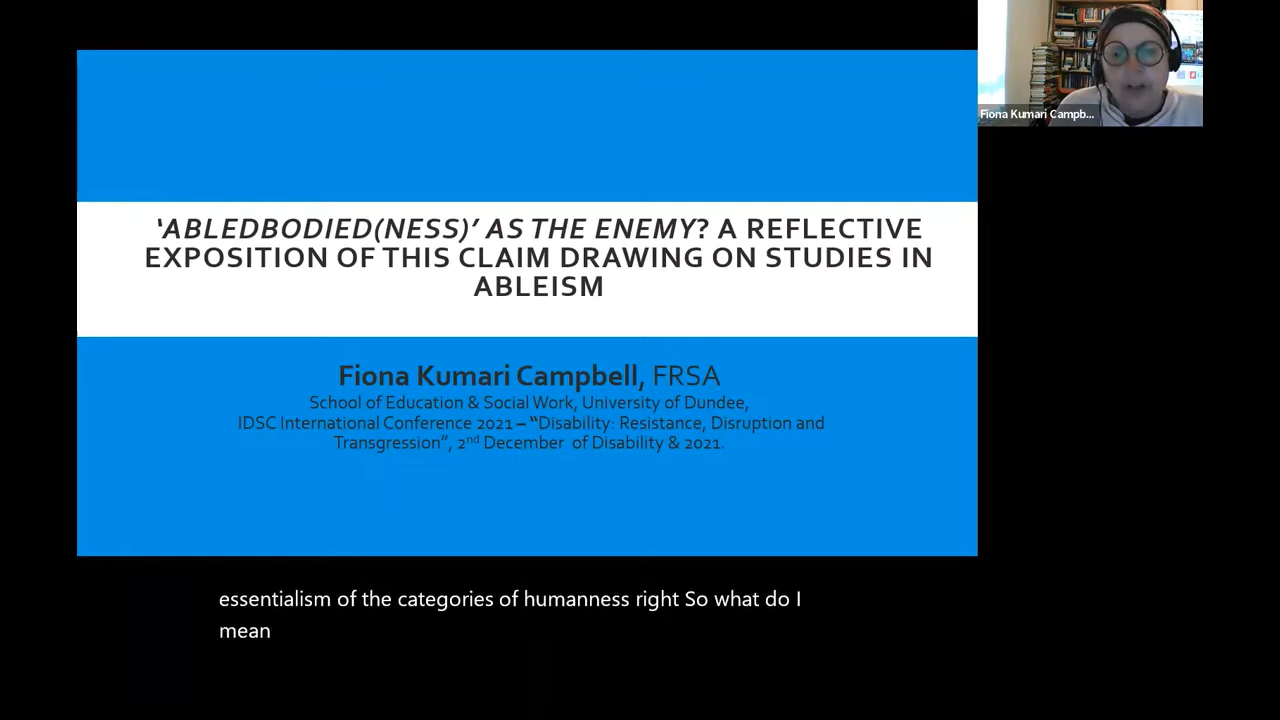 ‘ABLEDBODIED(NESS)’ AS THE ENEMY? A REFLECTIVE
EXPOSITION OF THIS CLAIM DRAWING ON STUDIES IN
ABLEISM
Fiona Kumari Campbell, FRSA
School of Education & Social Work, University of Dundee,
IDSC International Conference 2021 – “Disability: Resistance, Disruption and
Transgression”, 2nd December  of Disability & 2021.
Fiona Kumari Campb...
essentialism of the categories of humanness right So what do I
mean